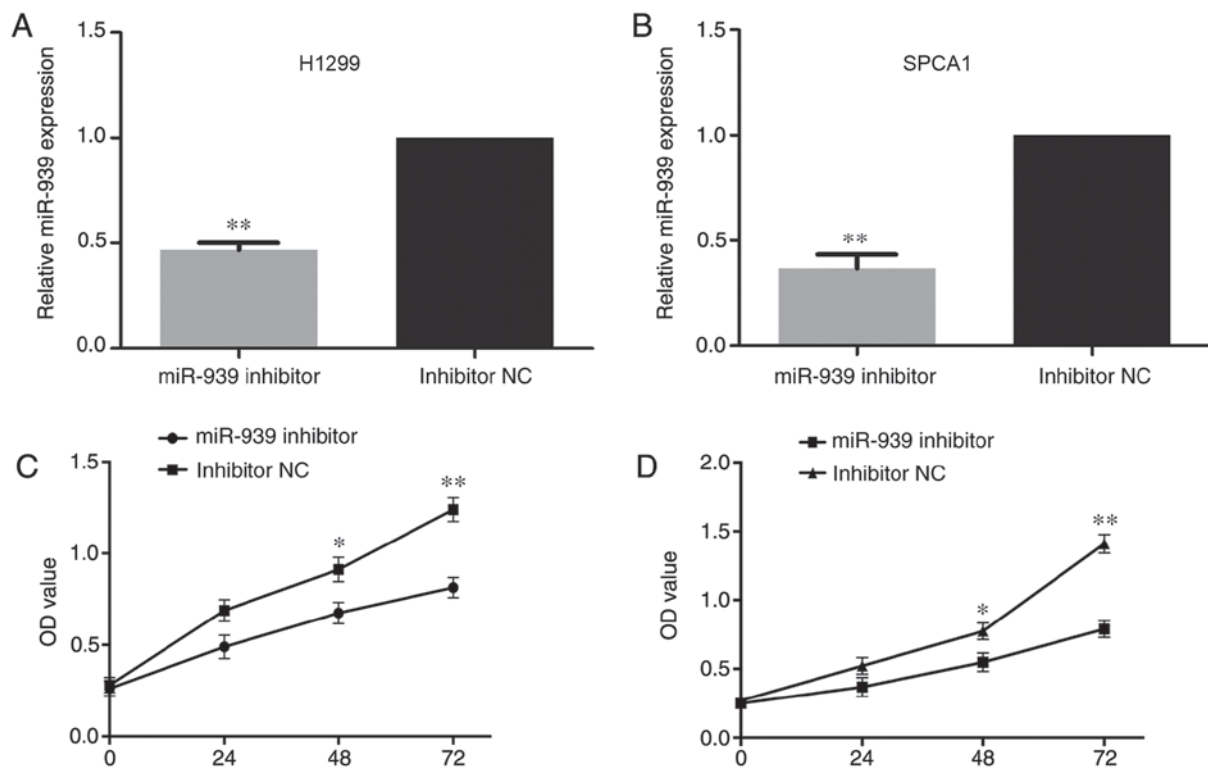 A
1.5
H1299
1.0
Relative miR-939 expression
**
0.5
0.0
miR-939 inhibitor
Inhibitor NC
B
1.5
SPCA1
1.0
Relative miR-939 expression
**
0.5
0.0
miR-939 inhibitor
Inhibitor NC
C
miR-939 inhibitor
Inhibitor NC
1.5
**
*
1.0
OD value
0.5
0.0
0 24 48 72
D
miR-939 inhibitor
Inhibitor NC
2.0
**
1.5
OD value
1.0
*
0.5
0.0
0 24 48 72